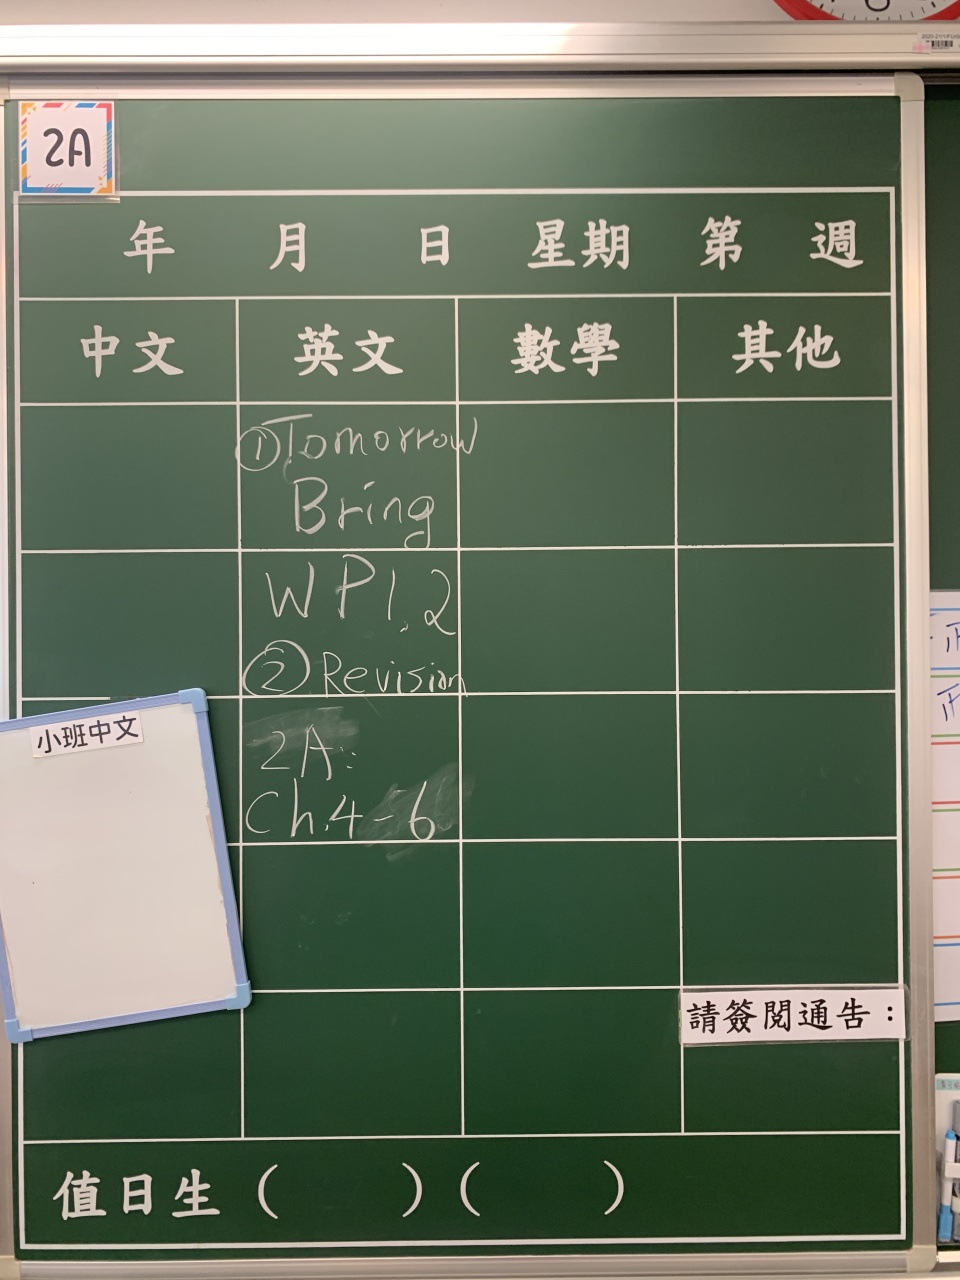 2A
年 月 日 星期 第 週
中文 英文 數學 其他
①Tomorrow
Bring
WP1.2
②Revision
2A:
Ch.4-6
小班中文
請簽閱通告：
值日生 ( ) ( )